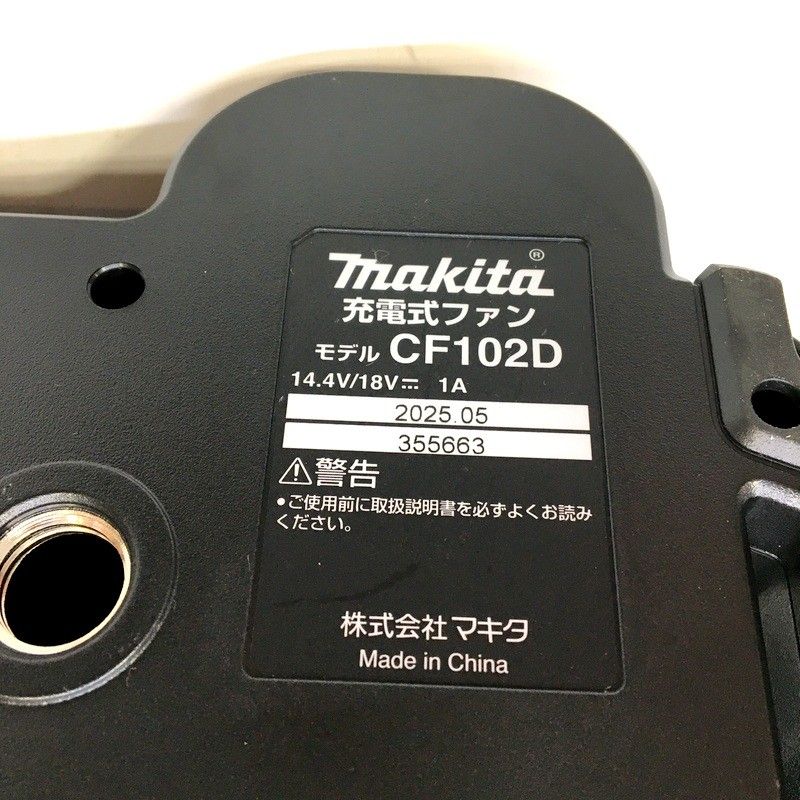 makita®
充電式ファン
モデル CF102D
14.4V/18V⎓ 1A
2025.05
355663
⚠警告
●ご使用前に取扱説明書を必ずよくお読み
ください。
株式会社マキタ
Made in China